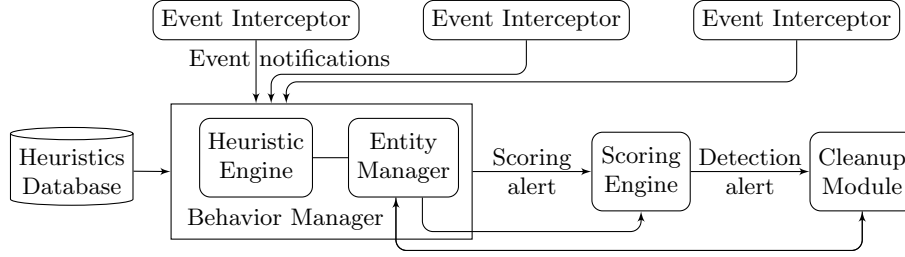 Event Interceptor
Event Interceptor
Event Interceptor
Event notifications
Heuristics
Database
Heuristic
Engine
Entity
Manager
Behavior Manager
Scoring
alert
Scoring
Engine
Detection
alert
Cleanup
Module